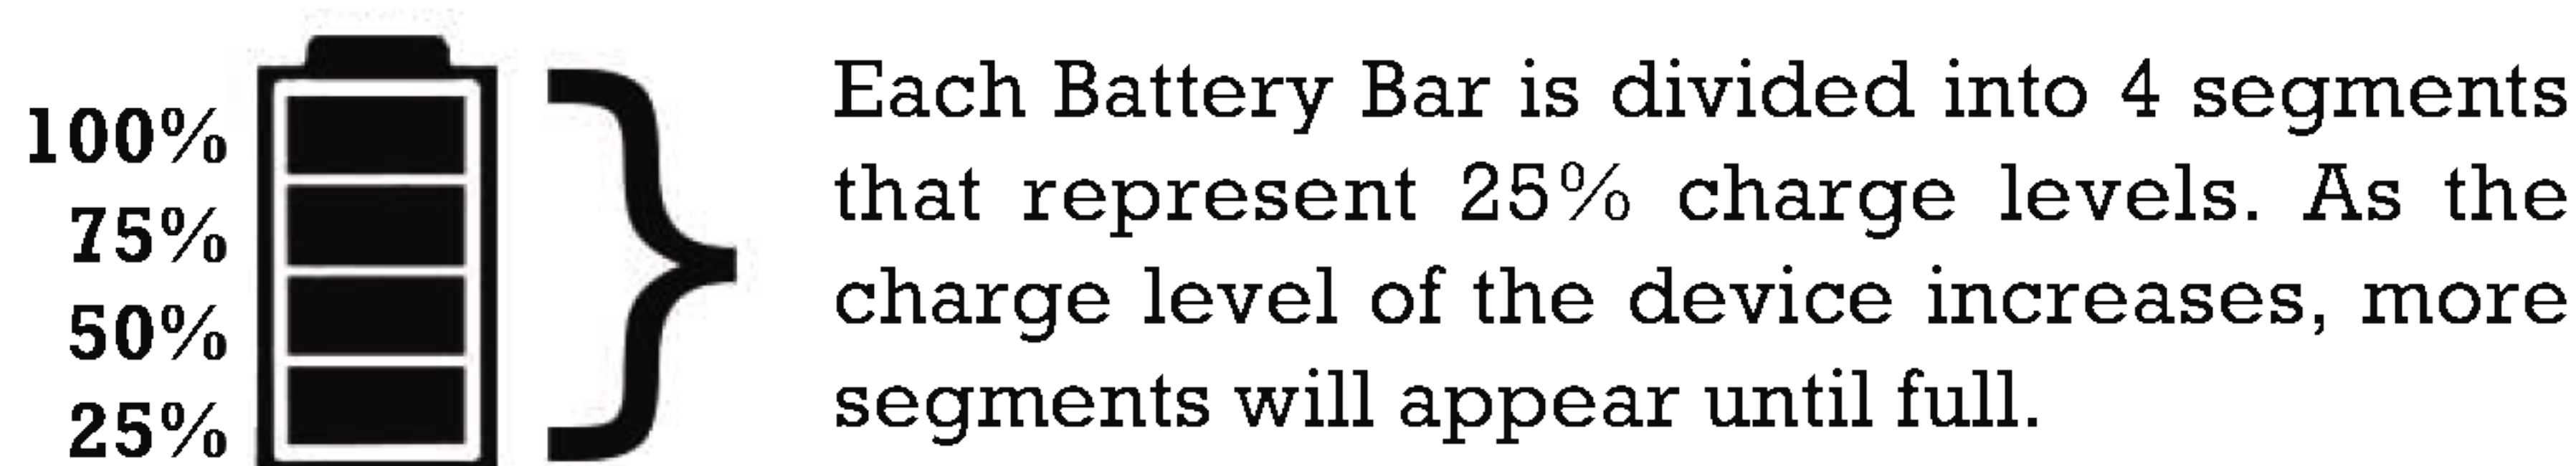 100%
75%
50%
25%
Each Battery Bar is divided into 4 segments
that represent 25% charge levels. As the
charge level of the device increases, more
segments will appear until full.